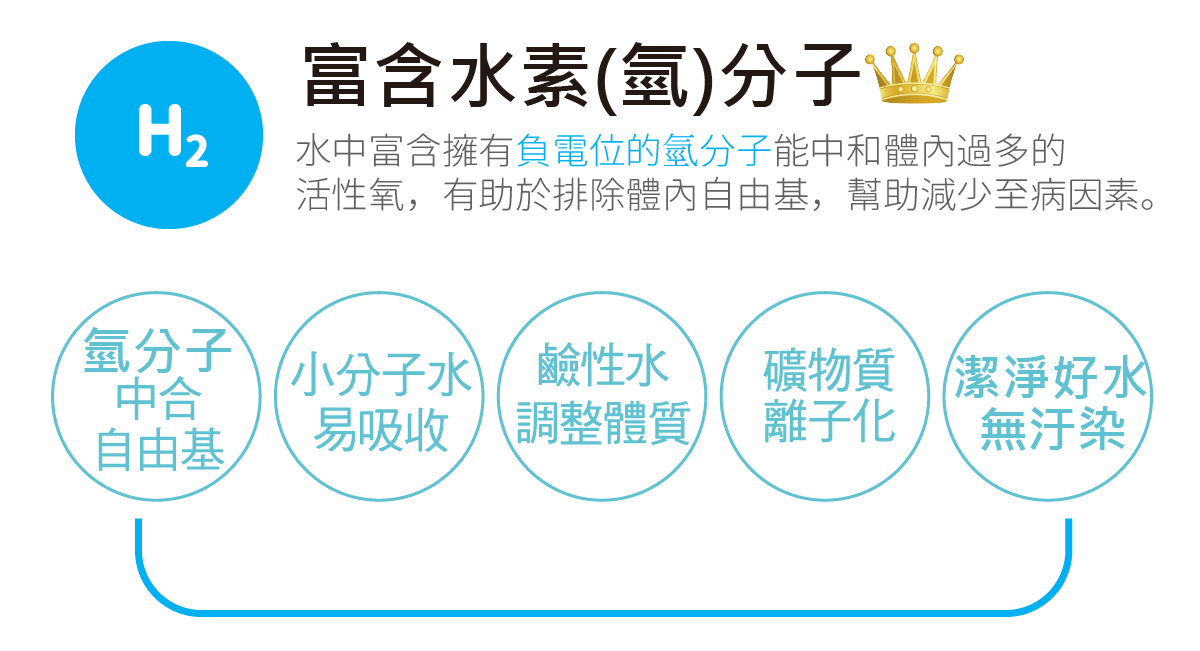 H2
富含水素(氫)分子
水中富含擁有負電位的氫分子能中和體內過多的
活性氧，有助於排除體內自由基，幫助減少至病因素。
氫分子
中合
自由基
小分子水
易吸收
鹼性水
調整體質
礦物質
離子化
潔淨好水
無汙染